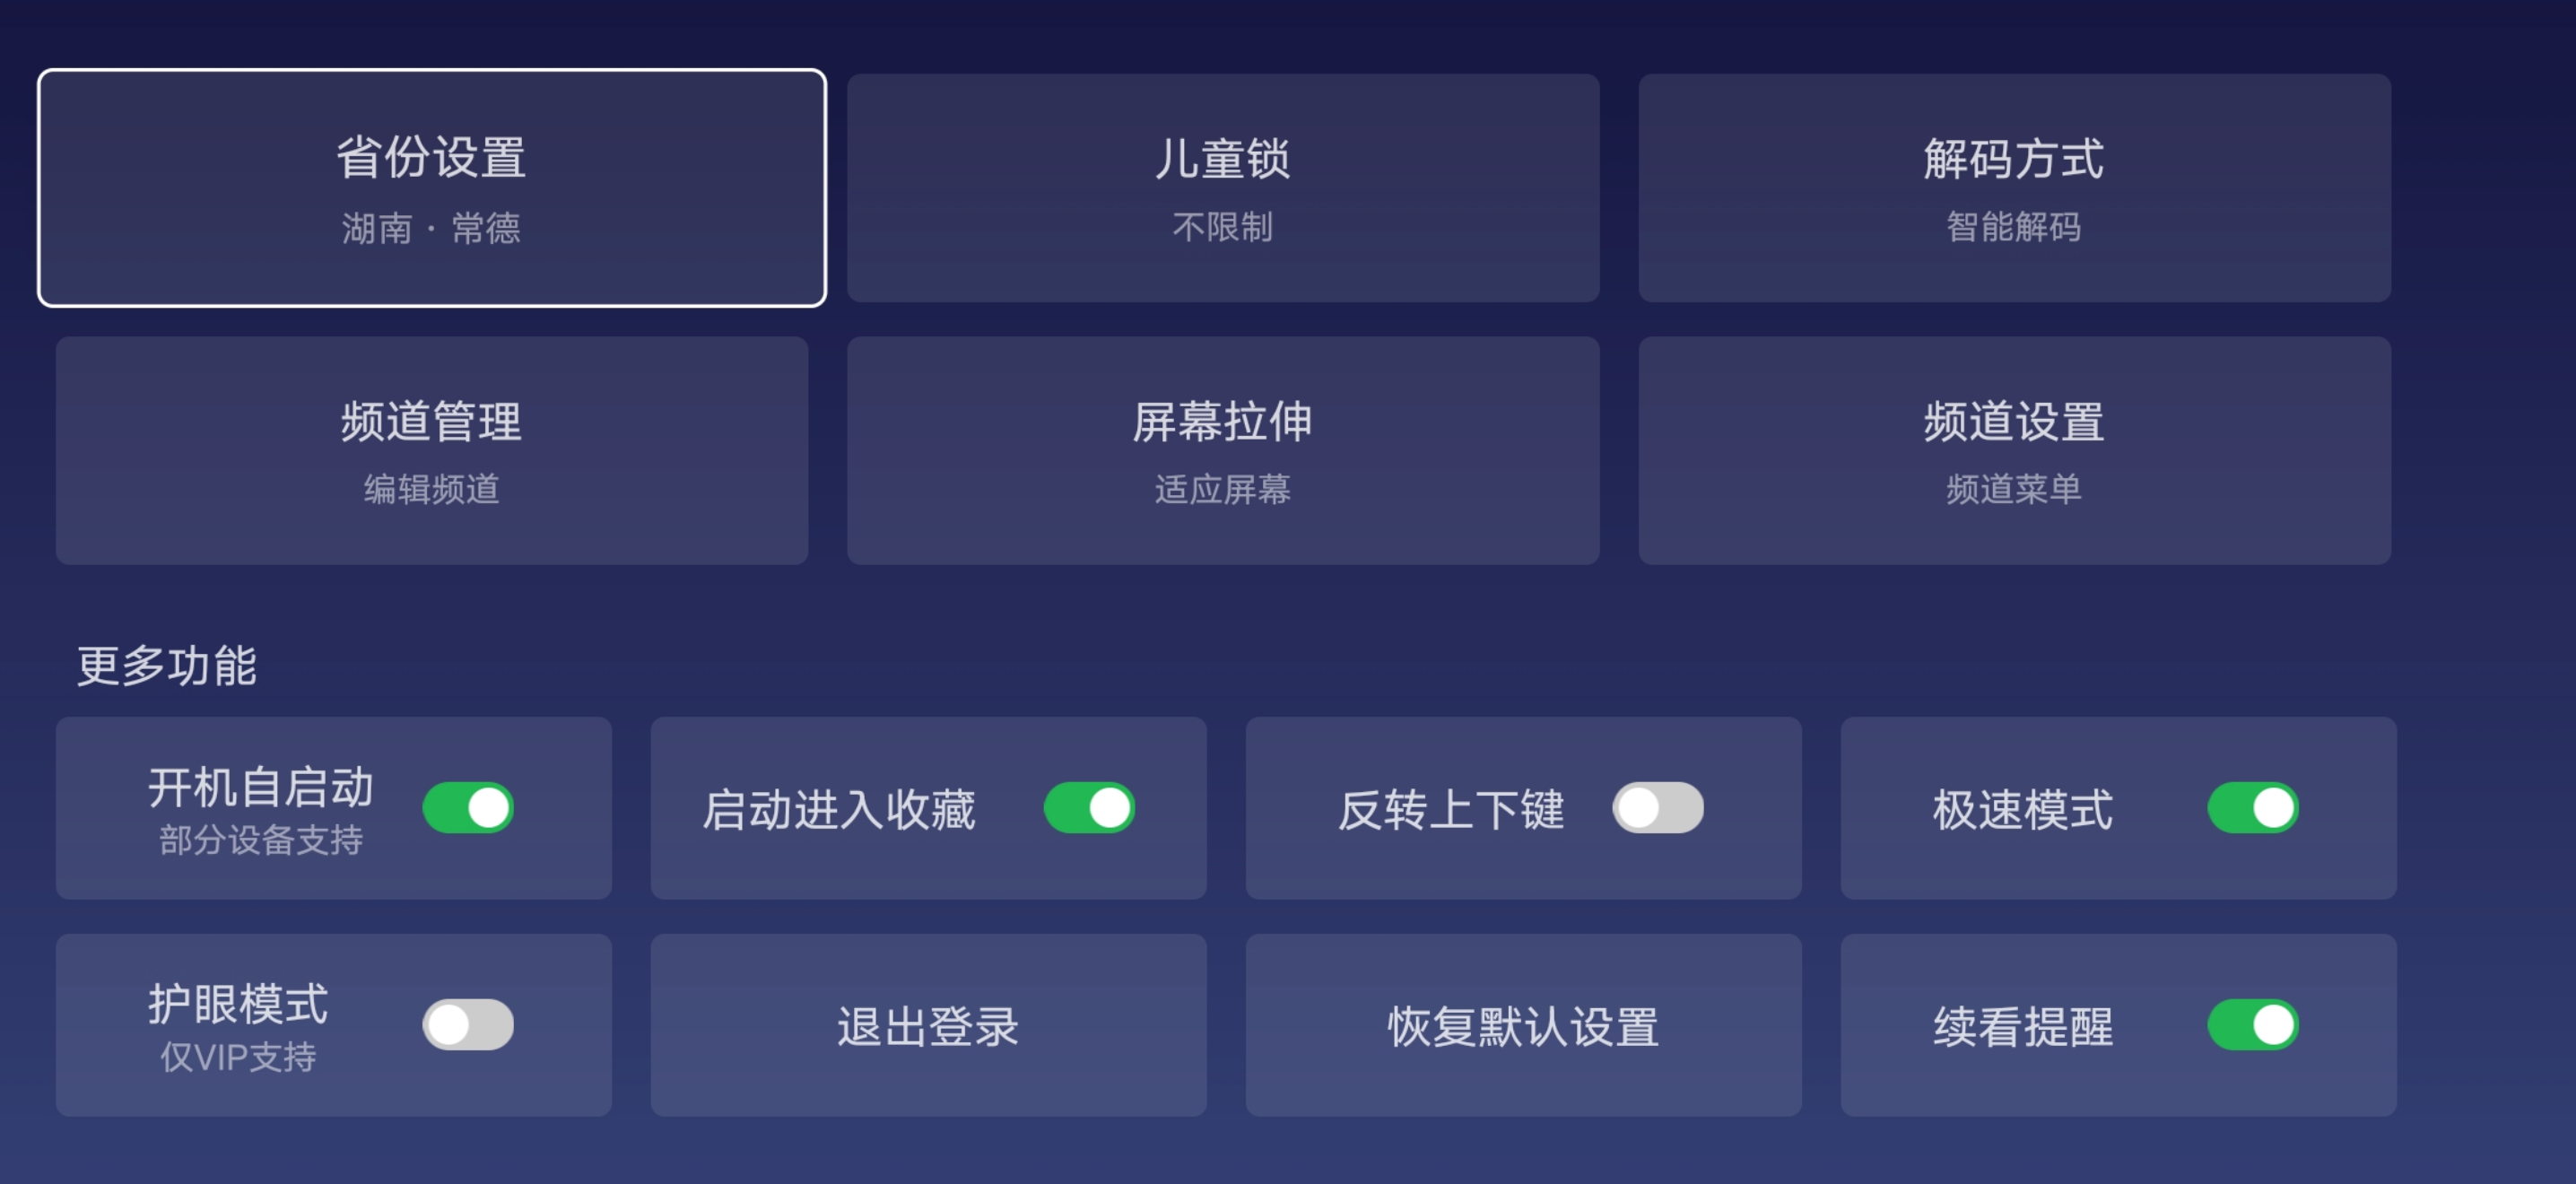 省份设置
湖南 · 常德
儿童锁
不限制
解码方式
智能解码
频道管理
编辑频道
屏幕拉伸
适应屏幕
频道设置
频道菜单
更多功能
开机自启动
部分设备支持
启动进入收藏
反转上下键
极速模式
护眼模式
仅VIP支持
退出登录
恢复默认设置
续看提醒